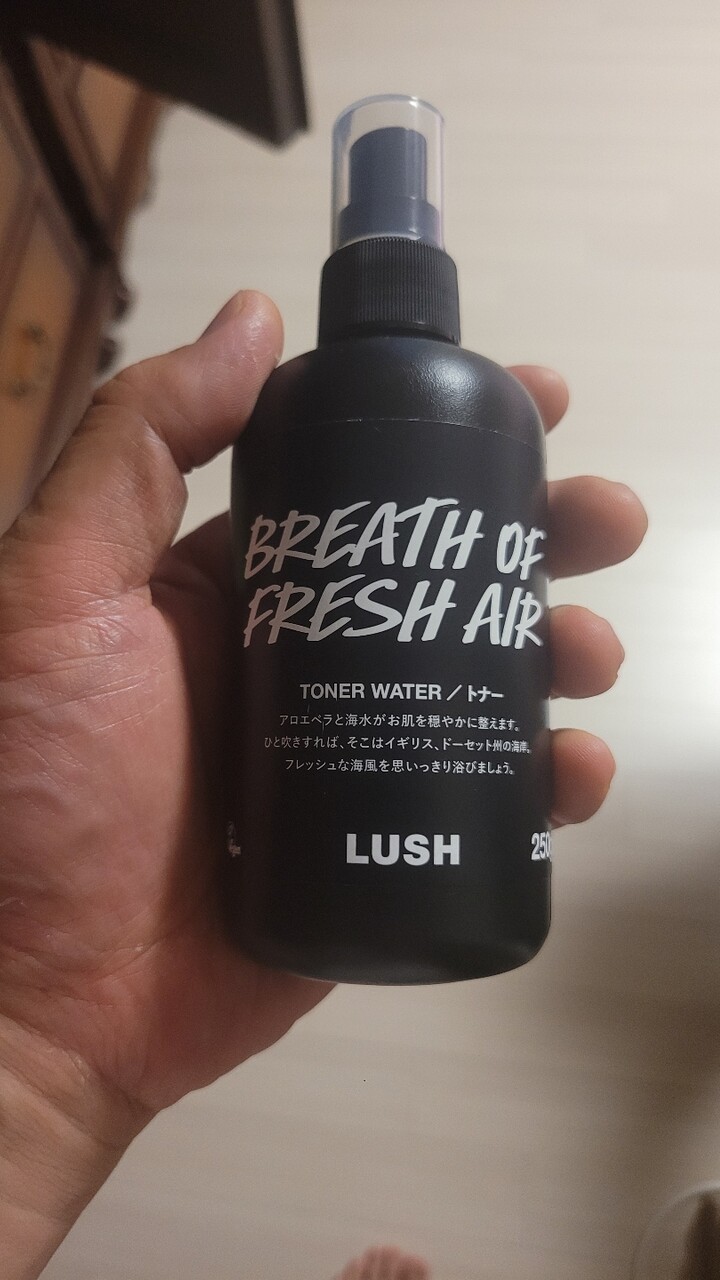 BREATH OF
FRESH AIR
TONER WATER／トナー
アロエベラと海水がお肌を穏やかに整えます。
ひと吹きすれば、そこはイギリス、ドーセット州の海岸。
フレッシュな海風を思いっきり浴びましょう。
LUSH
250